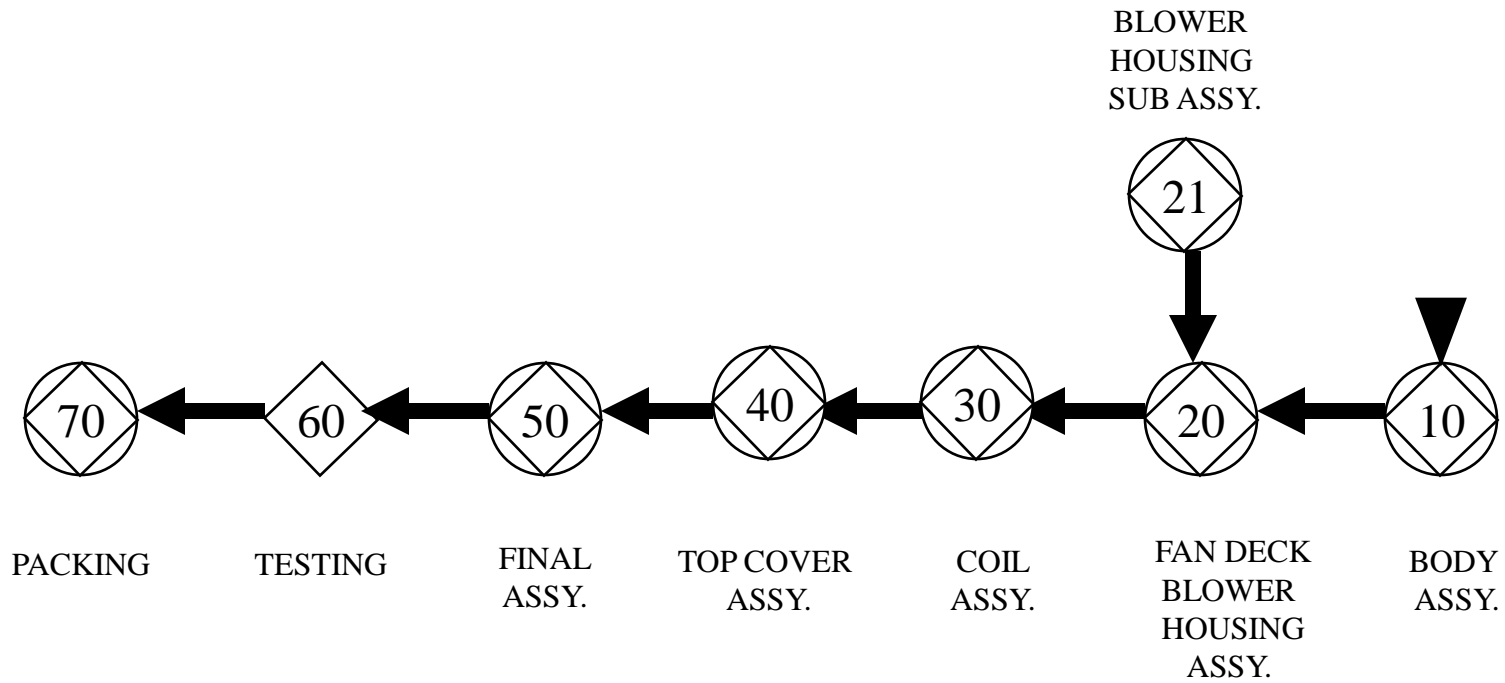 BLOWER
HOUSING
SUB ASSY.
21
70
60
50
40
30
20
10
PACKING
TESTING
FINAL
ASSY.
TOP COVER
ASSY.
COIL
ASSY.
FAN DECK
BLOWER
HOUSING
ASSY.
BODY
ASSY.